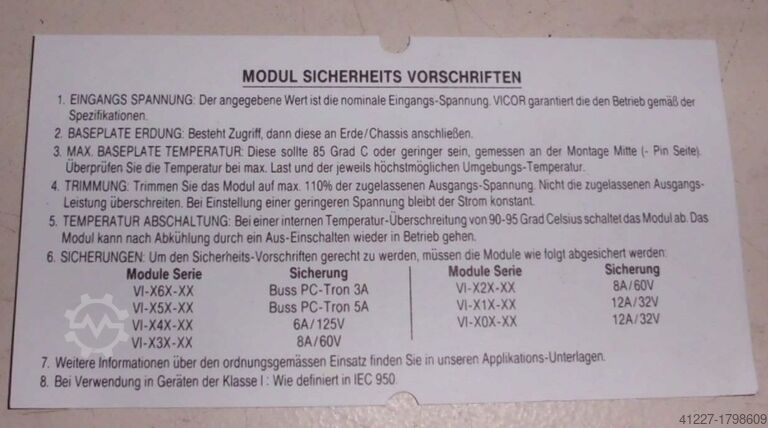 MODUL SICHERHEITS VORSCHRIFTEN
1. EINGANGS SPANNUNG: Der angegebene Wert ist die nominale Eingangs-Spannung. VICOR garantiert die den Betrieb gemäß der
Spezifikationen.
2. BASEPLATE ERDUNG: Besteht Zugriff, dann diese an Erde/Chassis anschließen.
3. MAX. BASEPLATE TEMPERATUR: Diese sollte 85 Grad C oder geringer sein, gemessen an der Montage Mitte (- Pin Seite).
Überprüfen Sie die Temperatur bei max. Last und der jeweils höchstmöglichen Umgebungs-Temperatur.
4. TRIMMUNG: Trimmen Sie das Modul auf max. 110% der zugelassenen Ausgangs-Spannung. Nicht die zugelassenen Ausgangs-
Leistung überschreiten. Bei Einstellung einer geringeren Spannung bleibt der Strom konstant.
5. TEMPERATUR ABSCHALTUNG: Bei einer internen Temperatur-Überschreitung von 90-95 Grad Celsius schaltet das Modul ab. Das
Modul kann nach Abkühlung durch ein Aus-Einschalten wieder in Betrieb gehen.
6. SICHERUNGEN: Um den Sicherheits-Vorschriften gerecht zu werden, müssen die Module wie folgt abgesichert werden:
Module Serie Sicherung Module Serie Sicherung
VI-X6X-XX Buss PC-Tron 3A VI-X2X-XX 8A/60V
VI-X5X-XX Buss PC-Tron 5A VI-X1X-XX 12A/32V
VI-X4X-XX 6A/125V VI-X0X-XX 12A/32V
VI-X3X-XX 8A/60V
7. Weitere Informationen über den ordnungsgemässen Einsatz finden Sie in unseren Applikations-Unterlagen.
8. Bei Verwendung in Geräten der Klasse I: Wie definiert in IEC 950
41227-1798609